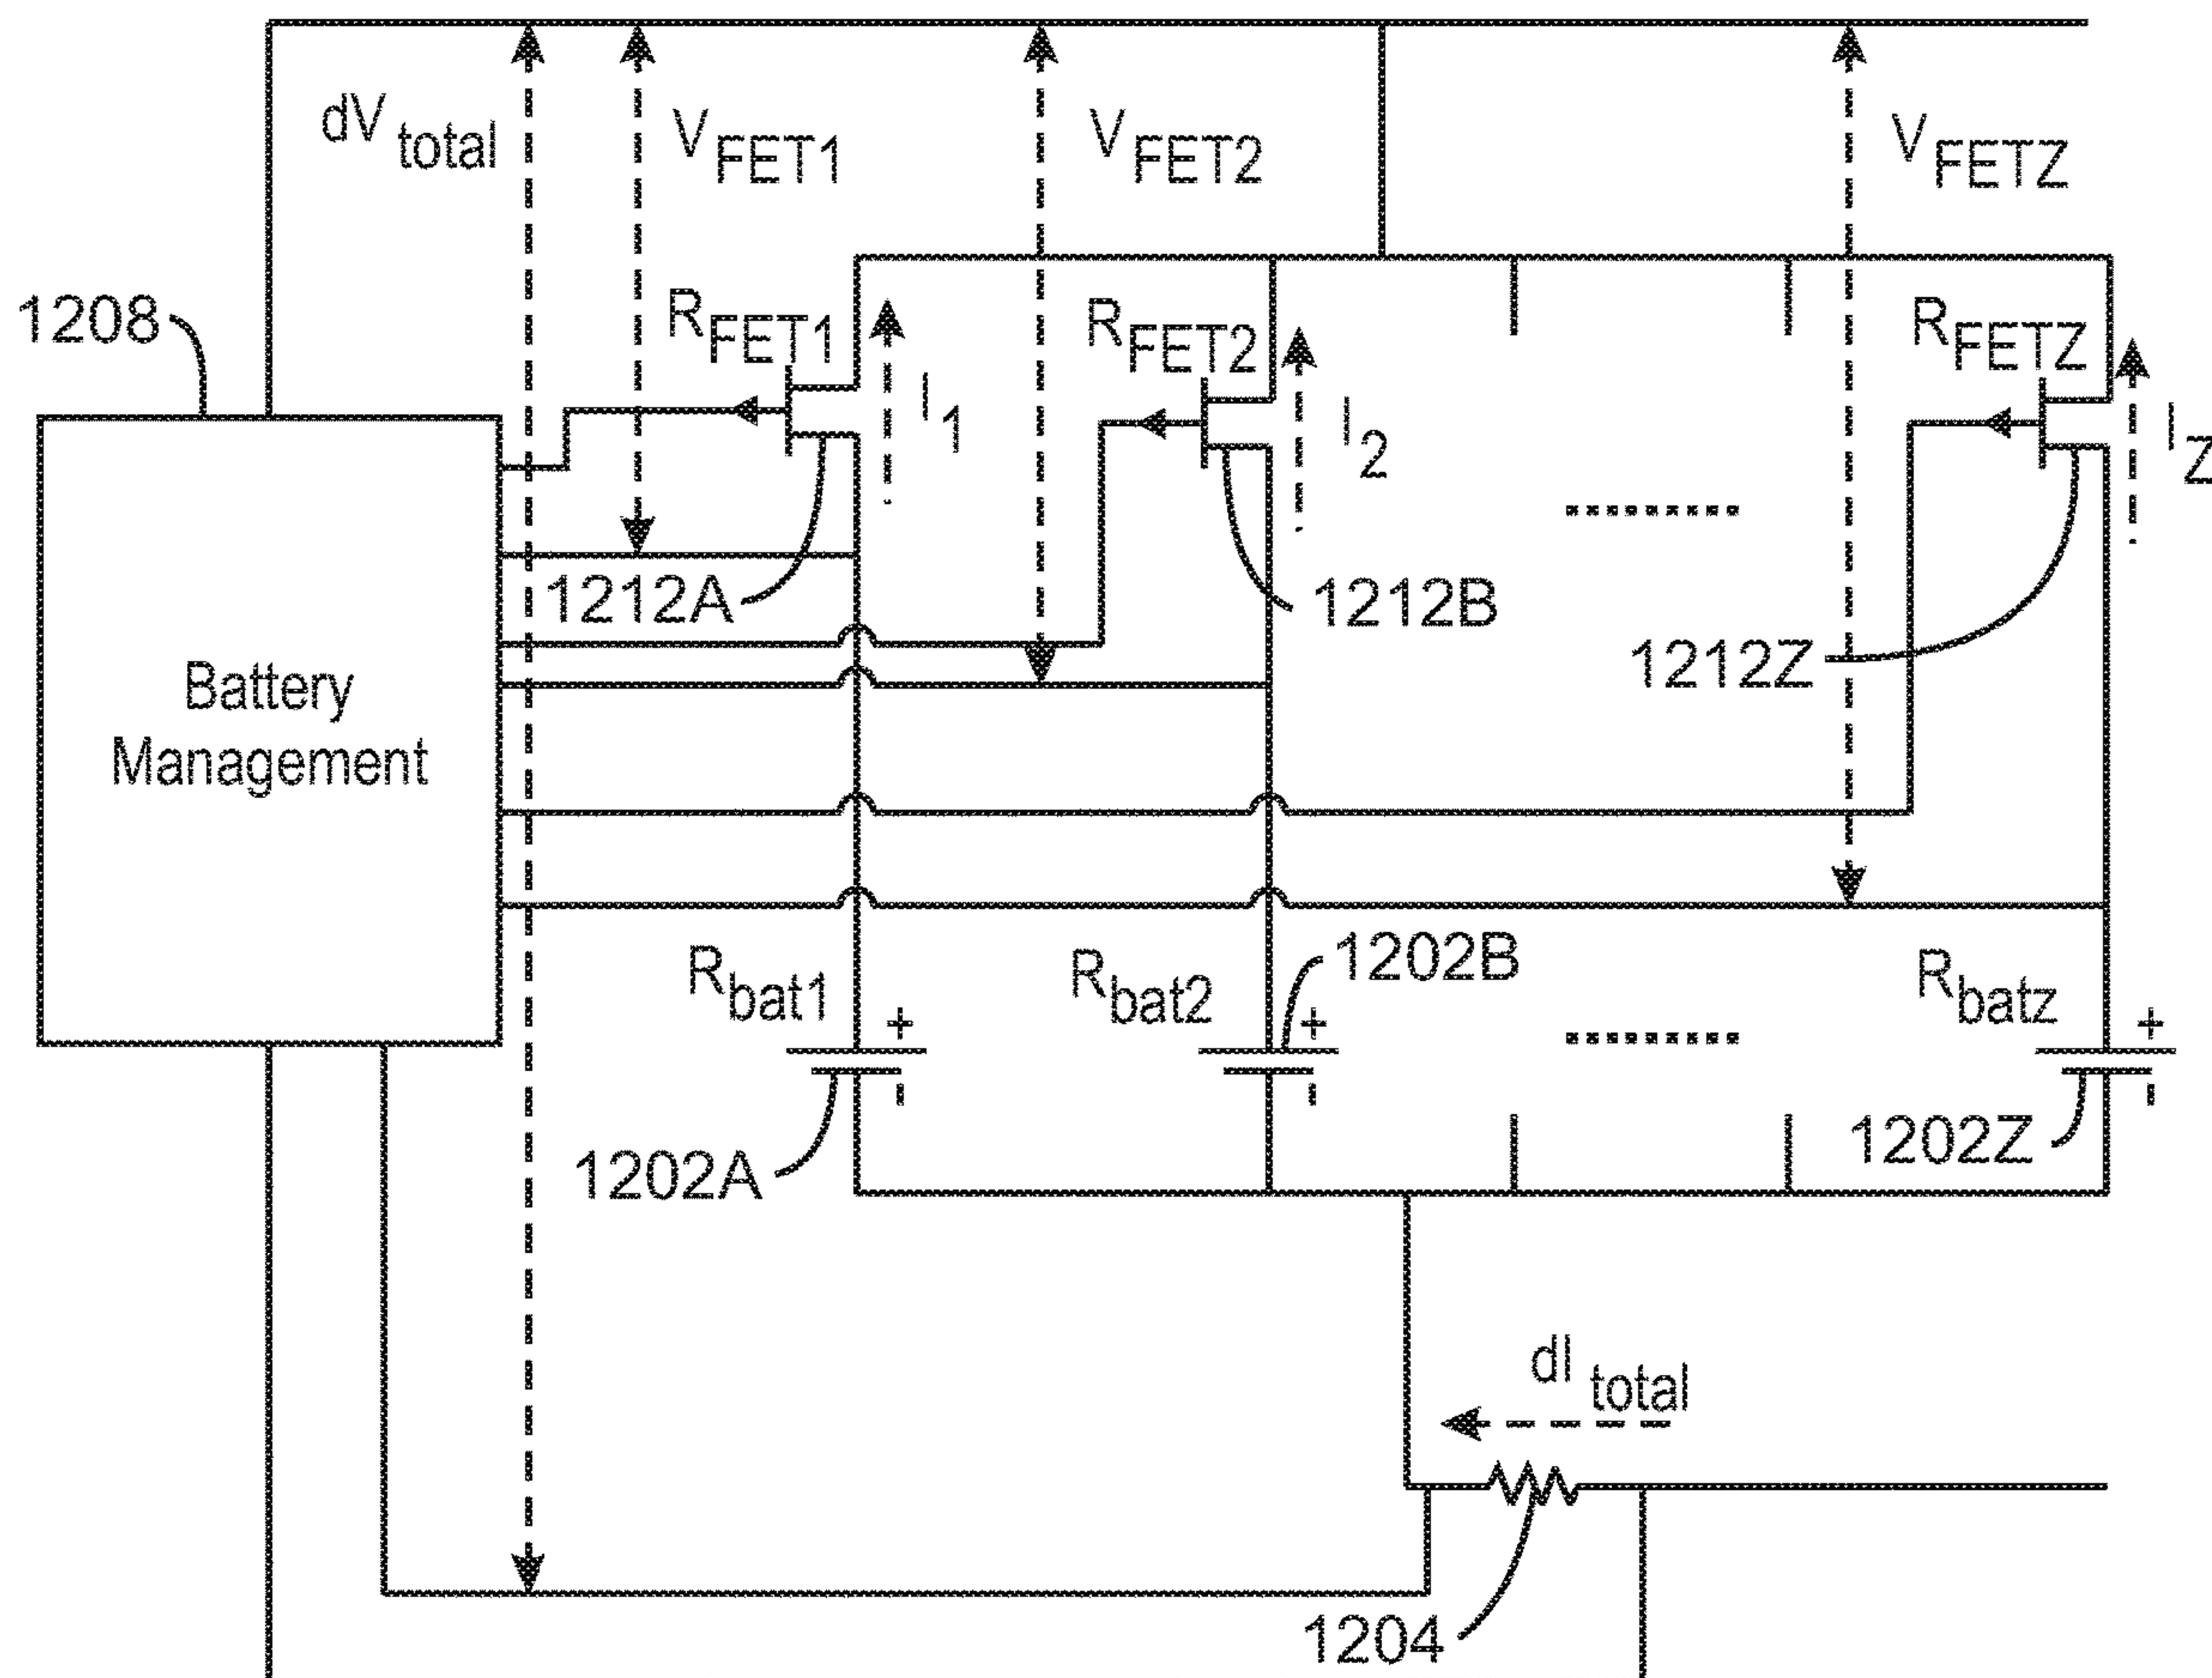 dV total
V FET1
V FET2
V FETZ
1208
R FET1
R FET2
R FETZ
I 1
I 2
I Z
1212A
1212B
1212Z
Battery
Management
R bat1
R bat2
1202B
R batz
+
+
+
-
-
-
1202A
1202Z
dI total
1204